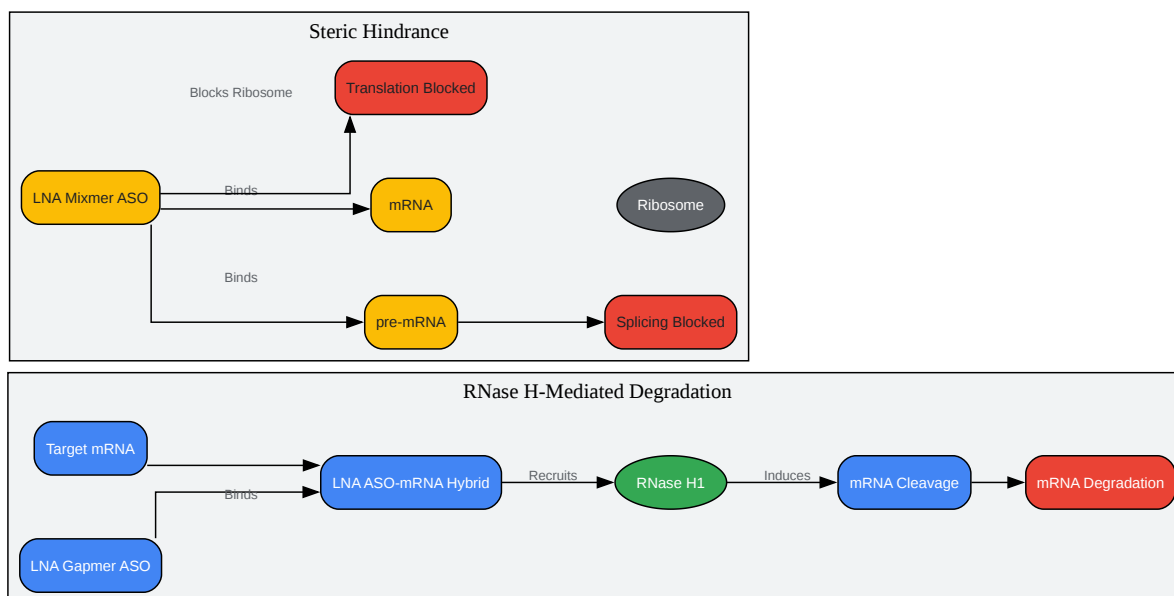 Steric Hindrance
Blocks Ribosome
Translation Blocked
LNA Mixmer ASO
Binds
mRNA
Ribosome
Binds
pre-mRNA
Splicing Blocked
RNase H-Mediated Degradation
Target mRNA
LNA ASO-mRNA Hybrid
Recruits
RNase H1
Induces
mRNA Cleavage
mRNA Degradation
Binds
LNA Gapmer ASO